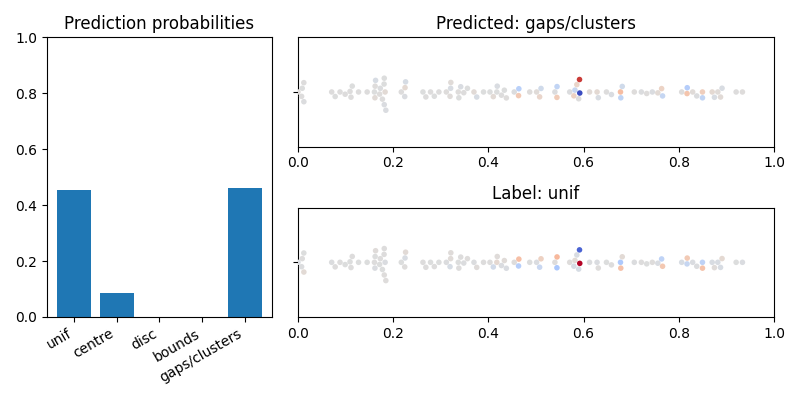 Prediction probabilities
1.0
0.8
0.6
0.4
0.2
0.0
unif
centre
disc
bounds
gaps/clusters
Predicted: gaps/clusters
0.0 0.2 0.4 0.6 0.8 1.0
Label: unif
0.0 0.2 0.4 0.6 0.8 1.0